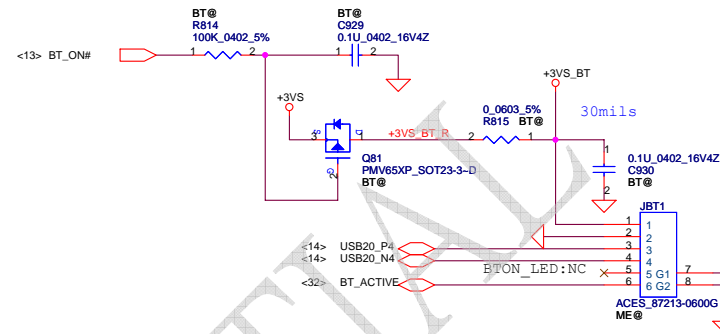 BT@ BT@
R814 C929
100K_0402_5% 0.1U_0402_16V4Z
<13> BT_ON# 1 2 1 2
+3VS_BT
+3VS 0_0603_5% 30mils
R815 BT@
3 S D 1 +3VS_BT_R 2 1
G 2 1
Q81 0.1U_0402_16V4Z
PMV65XP_SOT23-3~D C930
BT@ 2 BT@
JBT1
1 1
2 2
<14> USB20_P4 3 3
<14> USB20_N4 4 4
BTON_LED:NC 5 5 G1 7
<32> BT_ACTIVE 6 6 G2 8
ACES_87213-0600G
ME@
TIAL